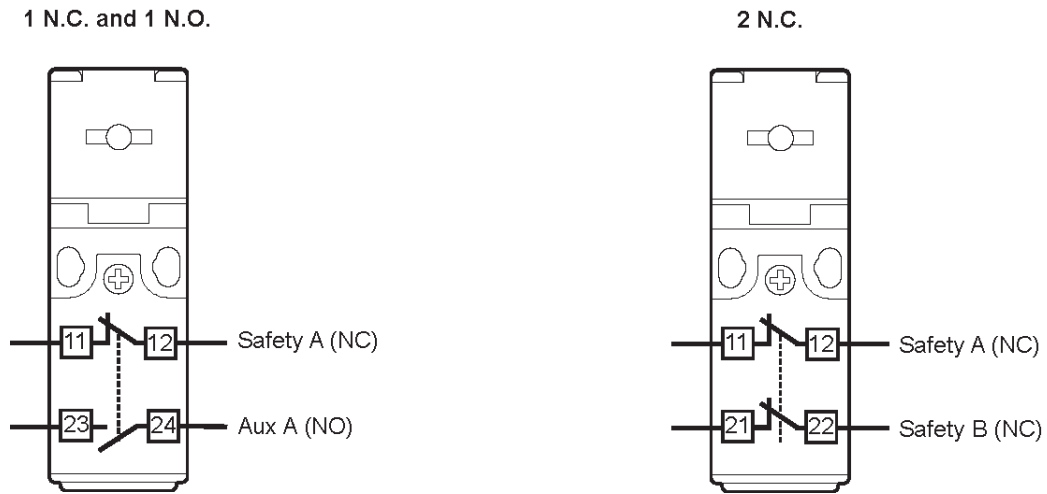 1 N.C. and 1 N.O.
2 N.C.
11 12 Safety A (NC)
23 24 Aux A (NO)
11 12 Safety A (NC)
21 22 Safety B (NC)